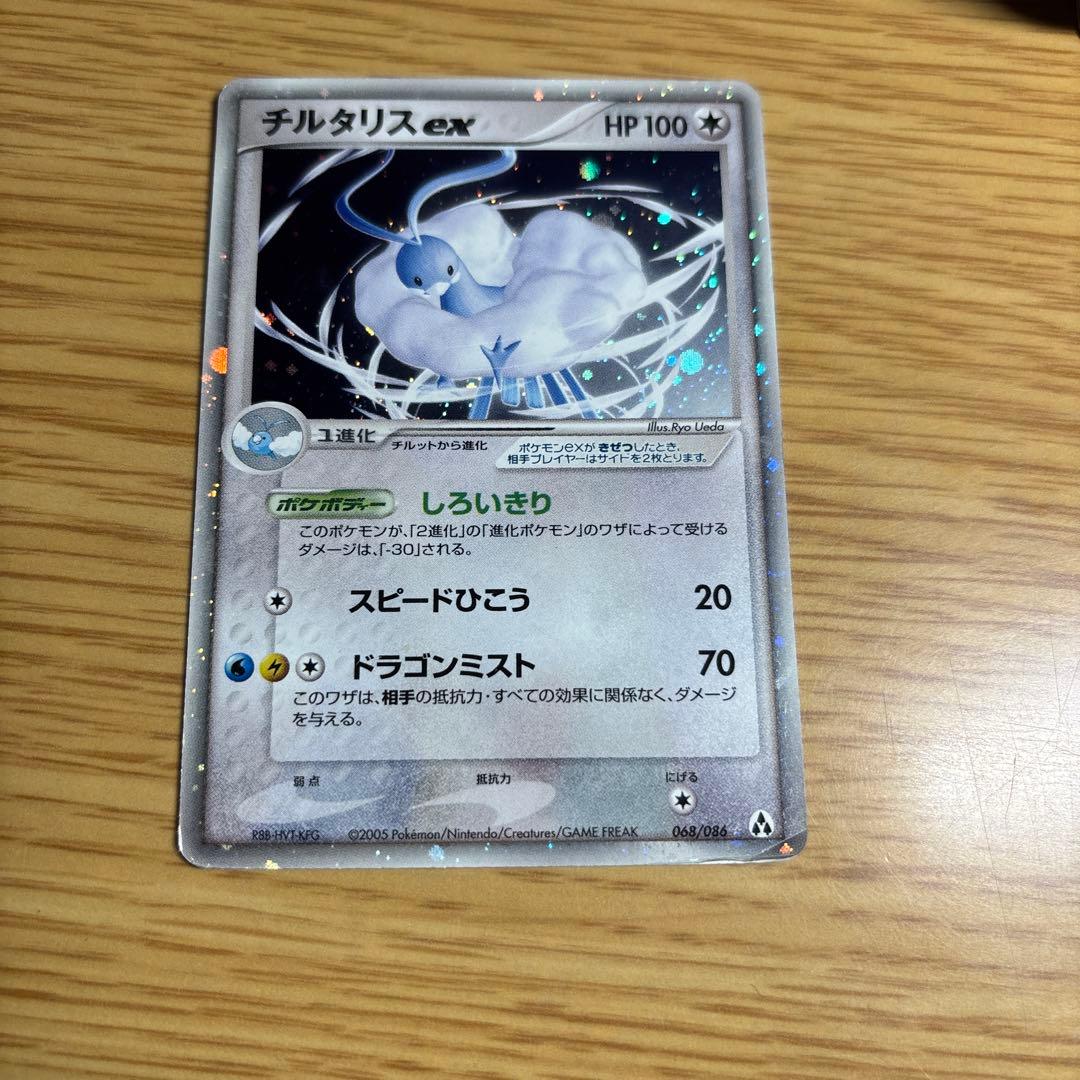 チルタリスex HP100
Illus.Ryo Ueda
1進化 チルットから進化
ポケモンexが きぜつしたとき、
相手プレイヤーはサイドを2枚とります。
ポケボディー しろいきり
このポケモンが、「2進化」の「進化ポケモン」のワザによって受ける
ダメージは、「-30」される。
スピードひこう 20
ドラゴンミスト 70
このワザは、相手の抵抗力・すべての効果に関係なく、ダメージ
を与える。
弱点 抵抗力 にげる
R8B-HVT-KFG ©2005 Pokémon/Nintendo/Creatures/GAME FREAK 068/086